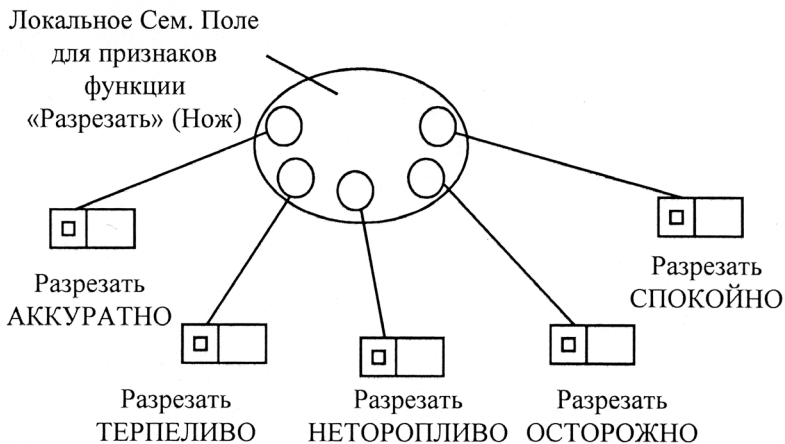 Локальное Сем. Поле
для признаков
функции
«Разрезать» (Нож)
Разрезать
АККУРАТНО
Разрезать
ТЕРПЕЛИВО
Разрезать
НЕТОРОПЛИВО
Разрезать
ОСТОРОЖНО
Разрезать
СПОКОЙНО